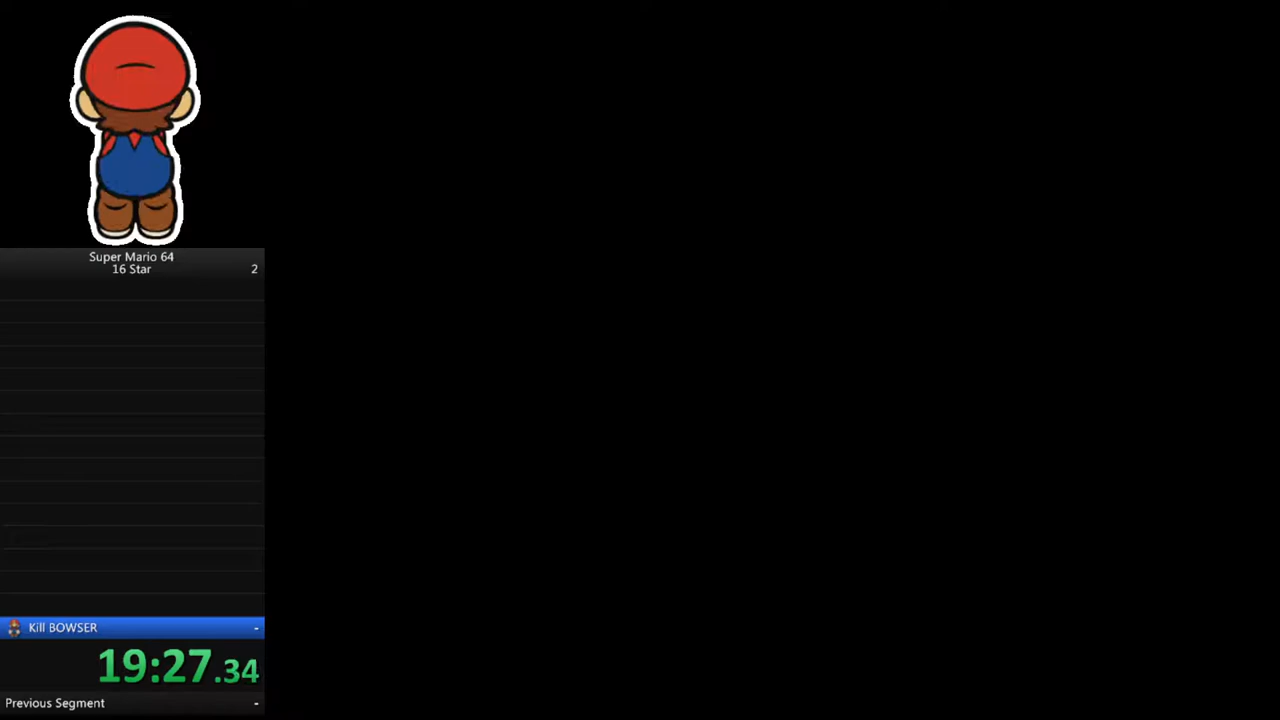 Super Mario 64
16 Star 2
Kill BOWSER -
19:27.34
Previous Segment -